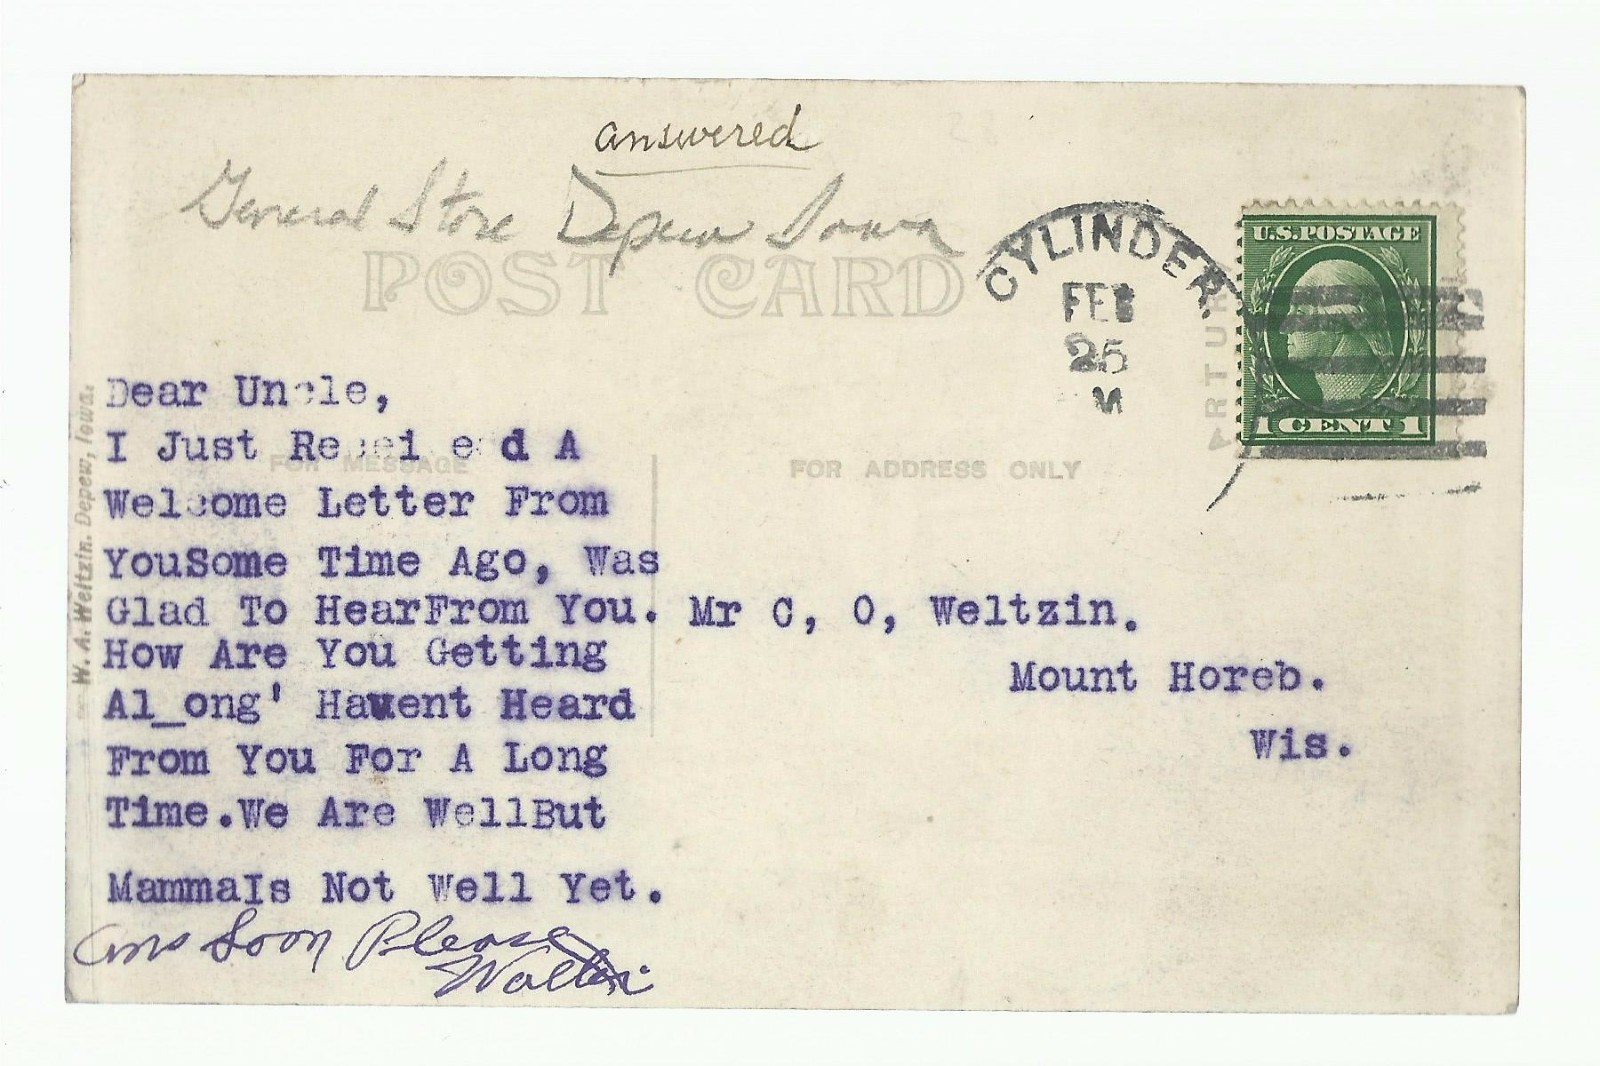 answered
General Store Depew Iowa
POST CARD
CYLINDER
FEB
25
M
U.S.POSTAGE
1 CENT 1
ARTURA
W. A. Weltzin. Depew, Iowa.
FOR MESSAGE
FOR ADDRESS ONLY
Dear Uncle,
I Just Recei e d A
Welcome Letter From
YouSome Time Ago, Was
Glad To HearFrom You.
How Are You Getting
Al_ong' Havent Heard
From You For A Long
Time.We Are WellBut
MammaIs Not Well Yet.
Ans Soon Please
Walter
Mr C, O, Weltzin.
Mount Horeb.
Wis.